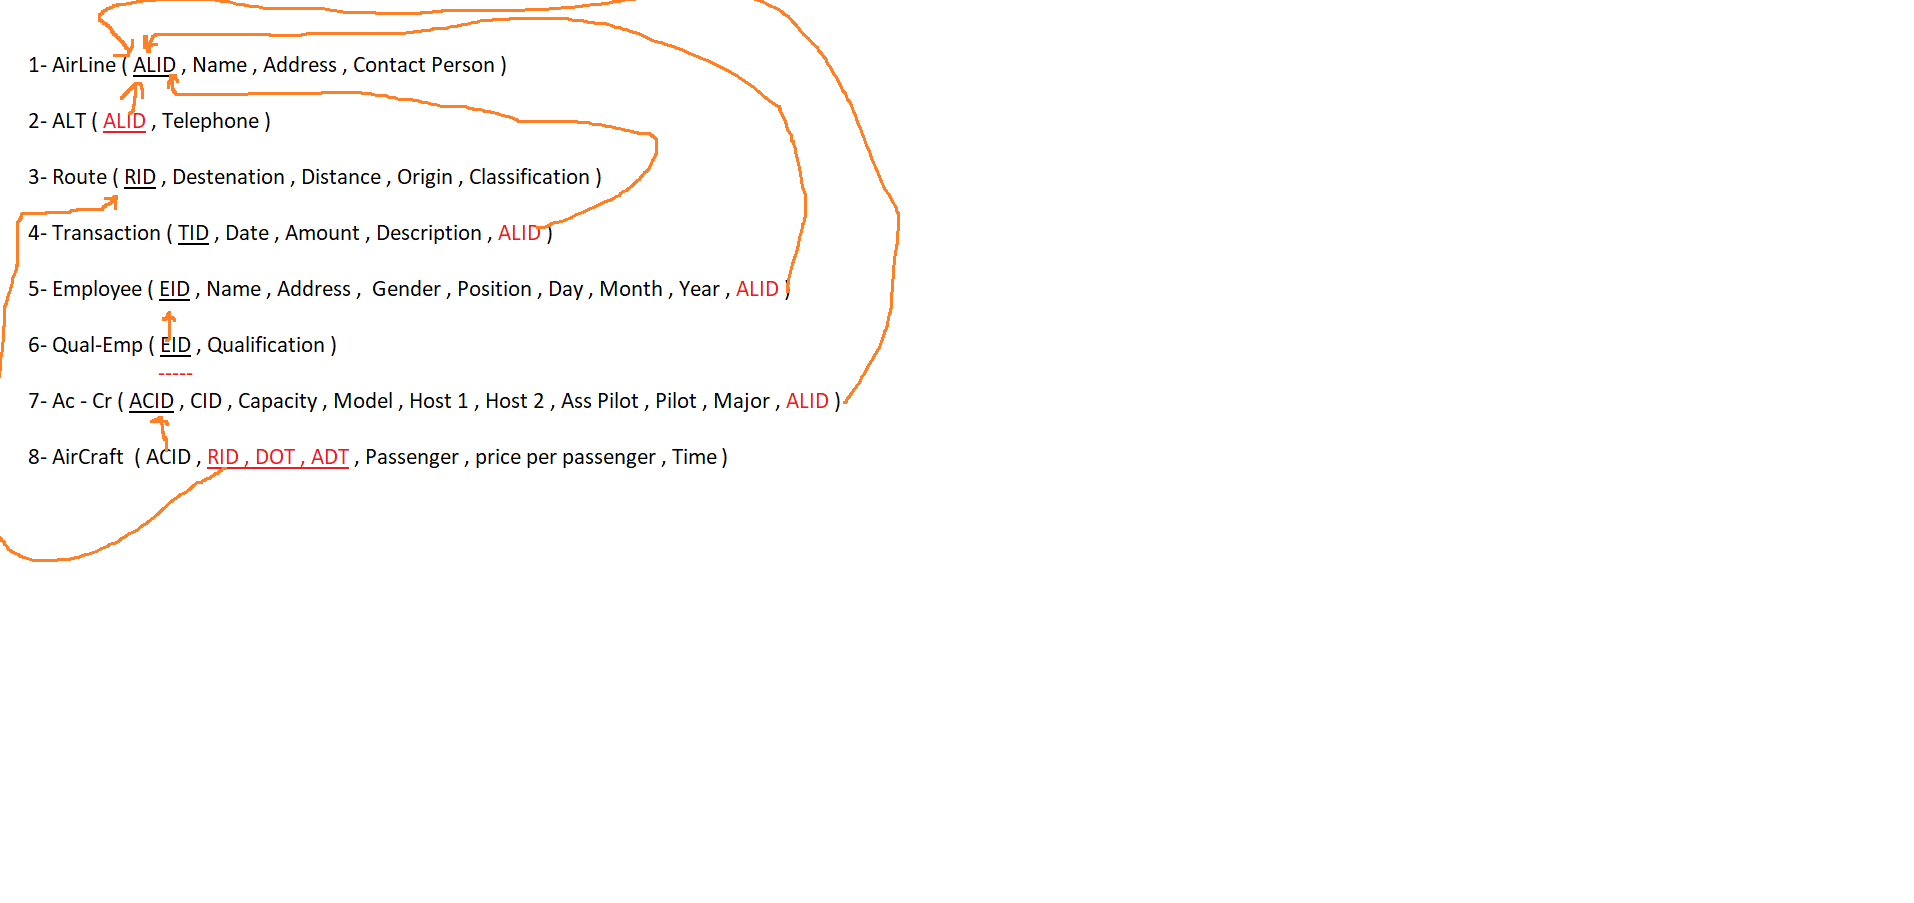 1- AirLine ( ALID , Name , Address , Contact Person )
2- ALT ( ALID , Telephone )
3- Route ( RID , Destenation , Distance , Origin , Classification )
4- Transaction ( TID , Date , Amount , Description , ALID )
5- Employee ( EID , Name , Address , Gender , Position , Day , Month , Year , ALID )
6- Qual-Emp ( EID , Qualification )
-----
7- Ac - Cr ( ACID , CID , Capacity , Model , Host 1 , Host 2 , Ass Pilot , Pilot , Major , ALID )
8- AirCraft ( ACID , RID , DOT , ADT , Passenger , price per passenger , Time )